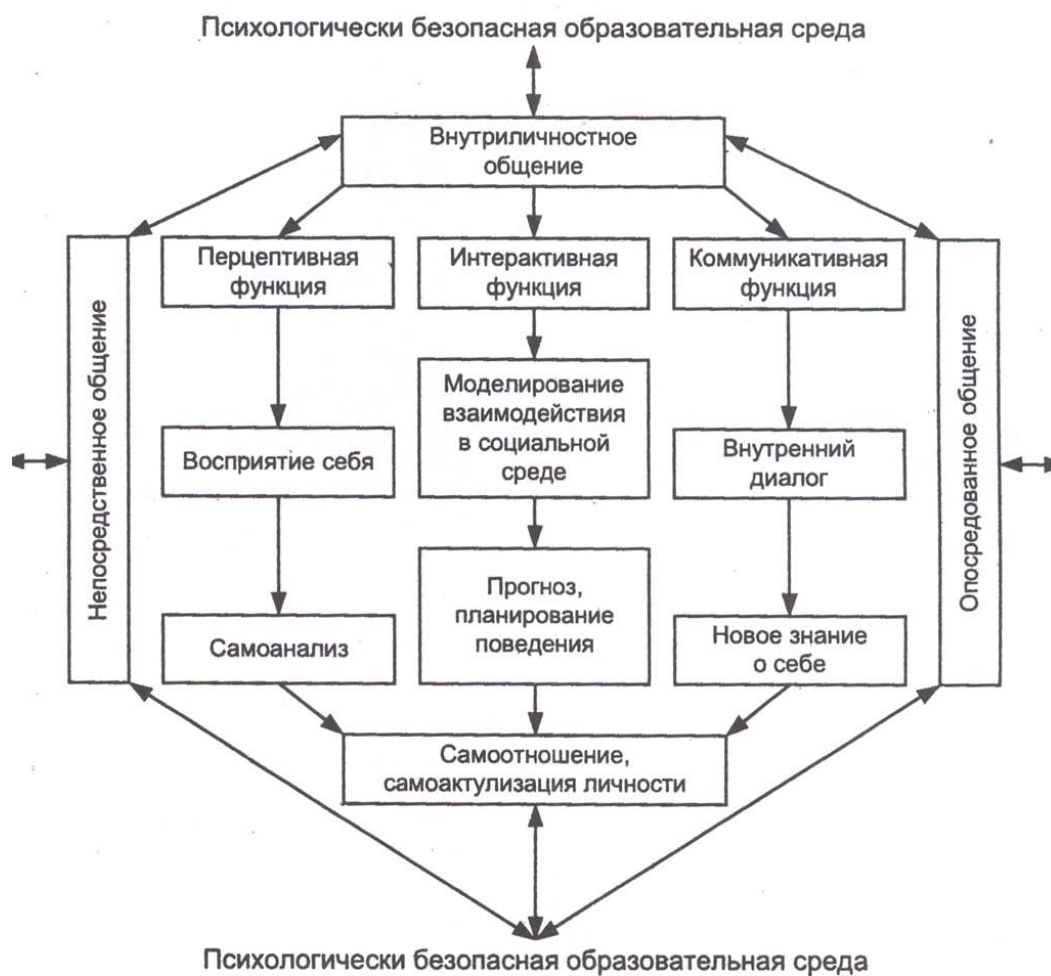 Психологически безопасная образовательная среда
Внутриличностное
общение
Непосредственное общение
Перцептивная
функция
Интерактивная
функция
Коммуникативная
функция
Опосредованное общение
Моделирование
взаимодействия
в социальной
среде
Восприятие себя
Внутренний
диалог
Прогноз,
планирование
поведения
Самоанализ
Новое знание
о себе
Самоотношение,
самоактулизация личности
Психологически безопасная образовательная среда